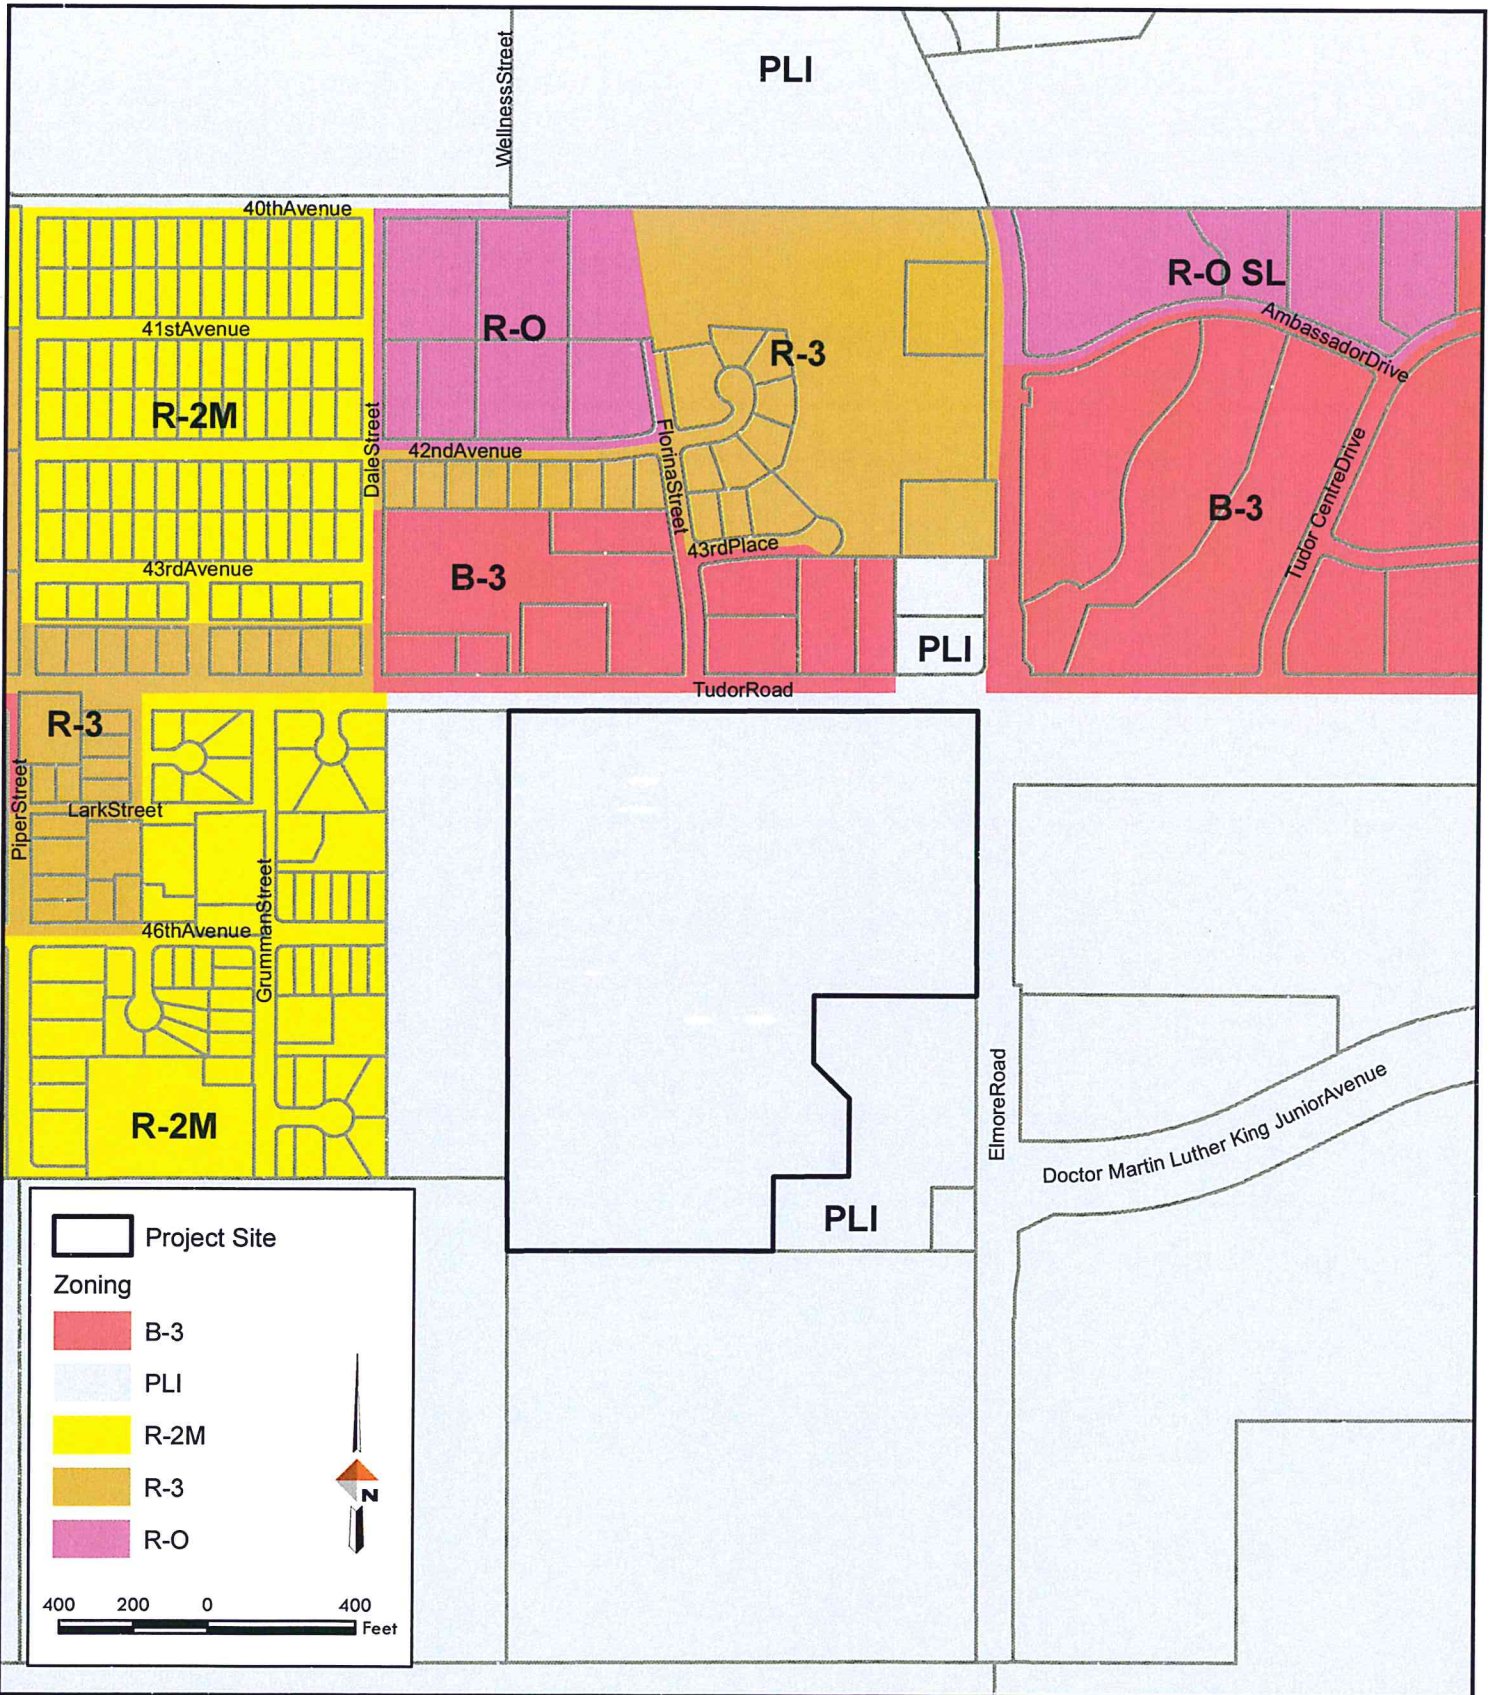 WellnessStreet
PLI
40thAvenue
R-O SL
R-O
41stAvenue
AmbassadorDrive
R-3
R-2M
DaleStreet
42ndAvenue
FlorinaStreet
Tudor CentreDrive
B-3
43rdPlace
43rdAvenue
B-3
PLI
TudorRoad
R-3
PiperStreet
LarkStreet
GrummanStreet
46thAvenue
ElmoreRoad
Doctor Martin Luther King JuniorAvenue
R-2M
PLI
Project Site
Zoning
B-3
PLI
R-2M
R-3
N
R-O
400 200 0 400
Feet